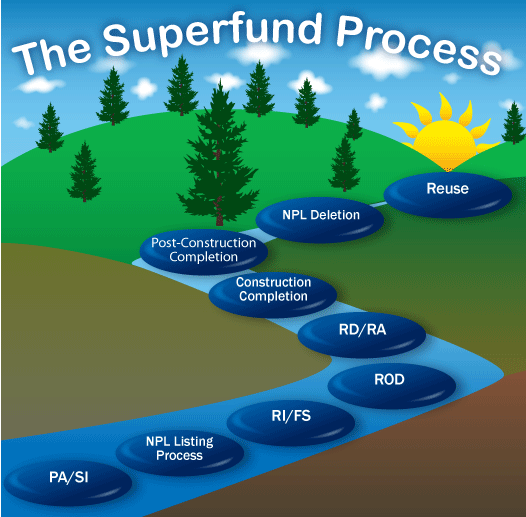 The Superfund Process
Reuse
NPL Deletion
Post-Construction
Completion
Construction
Completion
RD/RA
ROD
RI/FS
NPL Listing
Process
PA/SI